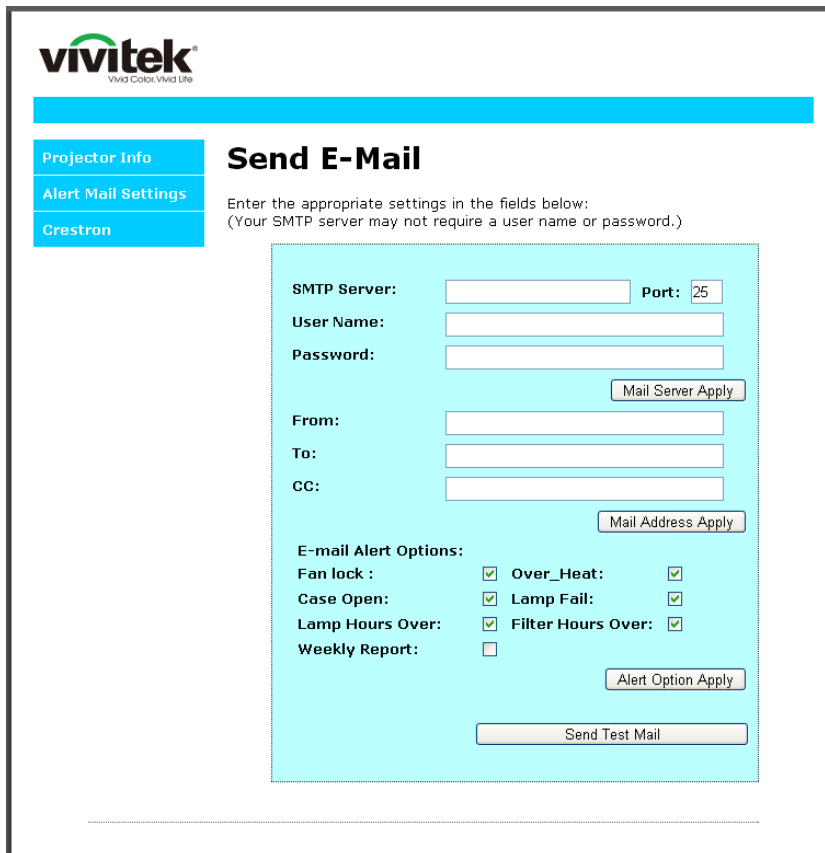 vivitek®
Vivid Color. Vivid Life
Projector Info
Alert Mail Settings
Crestron
Send E-Mail
Enter the appropriate settings in the fields below:
(Your SMTP server may not require a user name or password.)
SMTP Server: Port: 25
User Name:
Password:
Mail Server Apply
From:
To:
CC:
Mail Address Apply
E-mail Alert Options:
Fan lock : Over_Heat:
Case Open: Lamp Fail:
Lamp Hours Over: Filter Hours Over:
Weekly Report:
Alert Option Apply
Send Test Mail